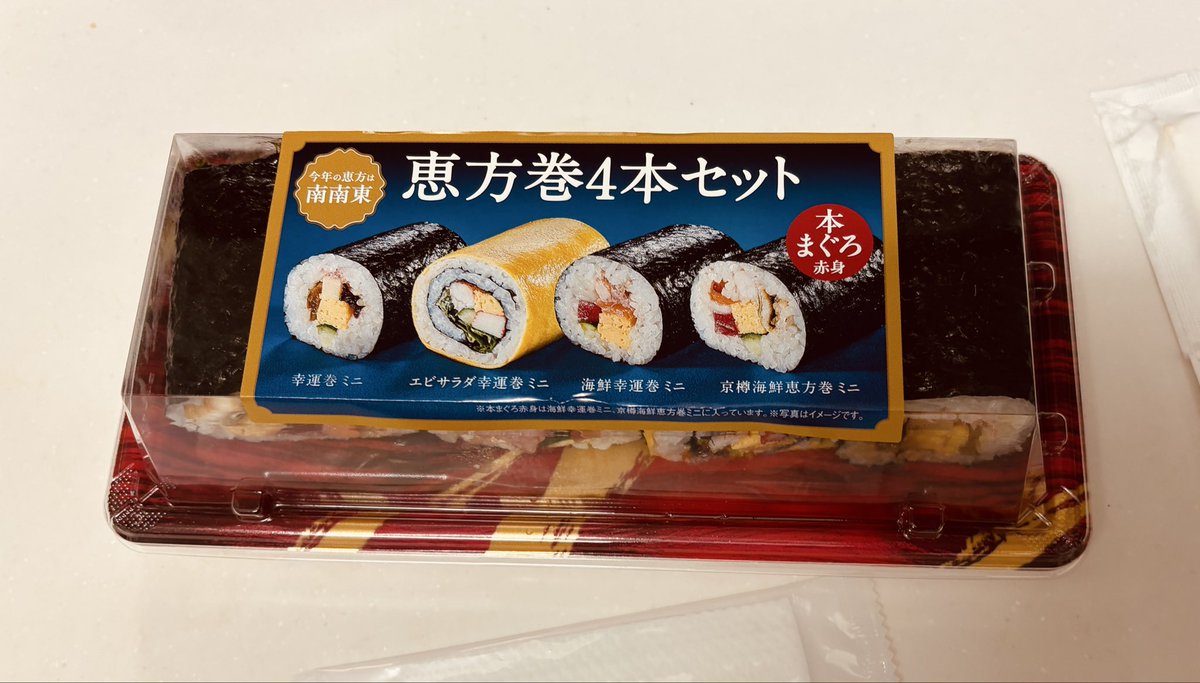 今年の恵方は
南南東
恵方巻4本セット
本
まぐろ
赤身
幸運巻ミニ
エビサラダ幸運巻ミニ
海鮮幸運巻ミニ
京樽海鮮恵方巻ミニ
※本まぐろ赤身は海鮮幸運巻ミニ、京樽海鮮恵方巻ミニに入っています。※写真はイメージです。